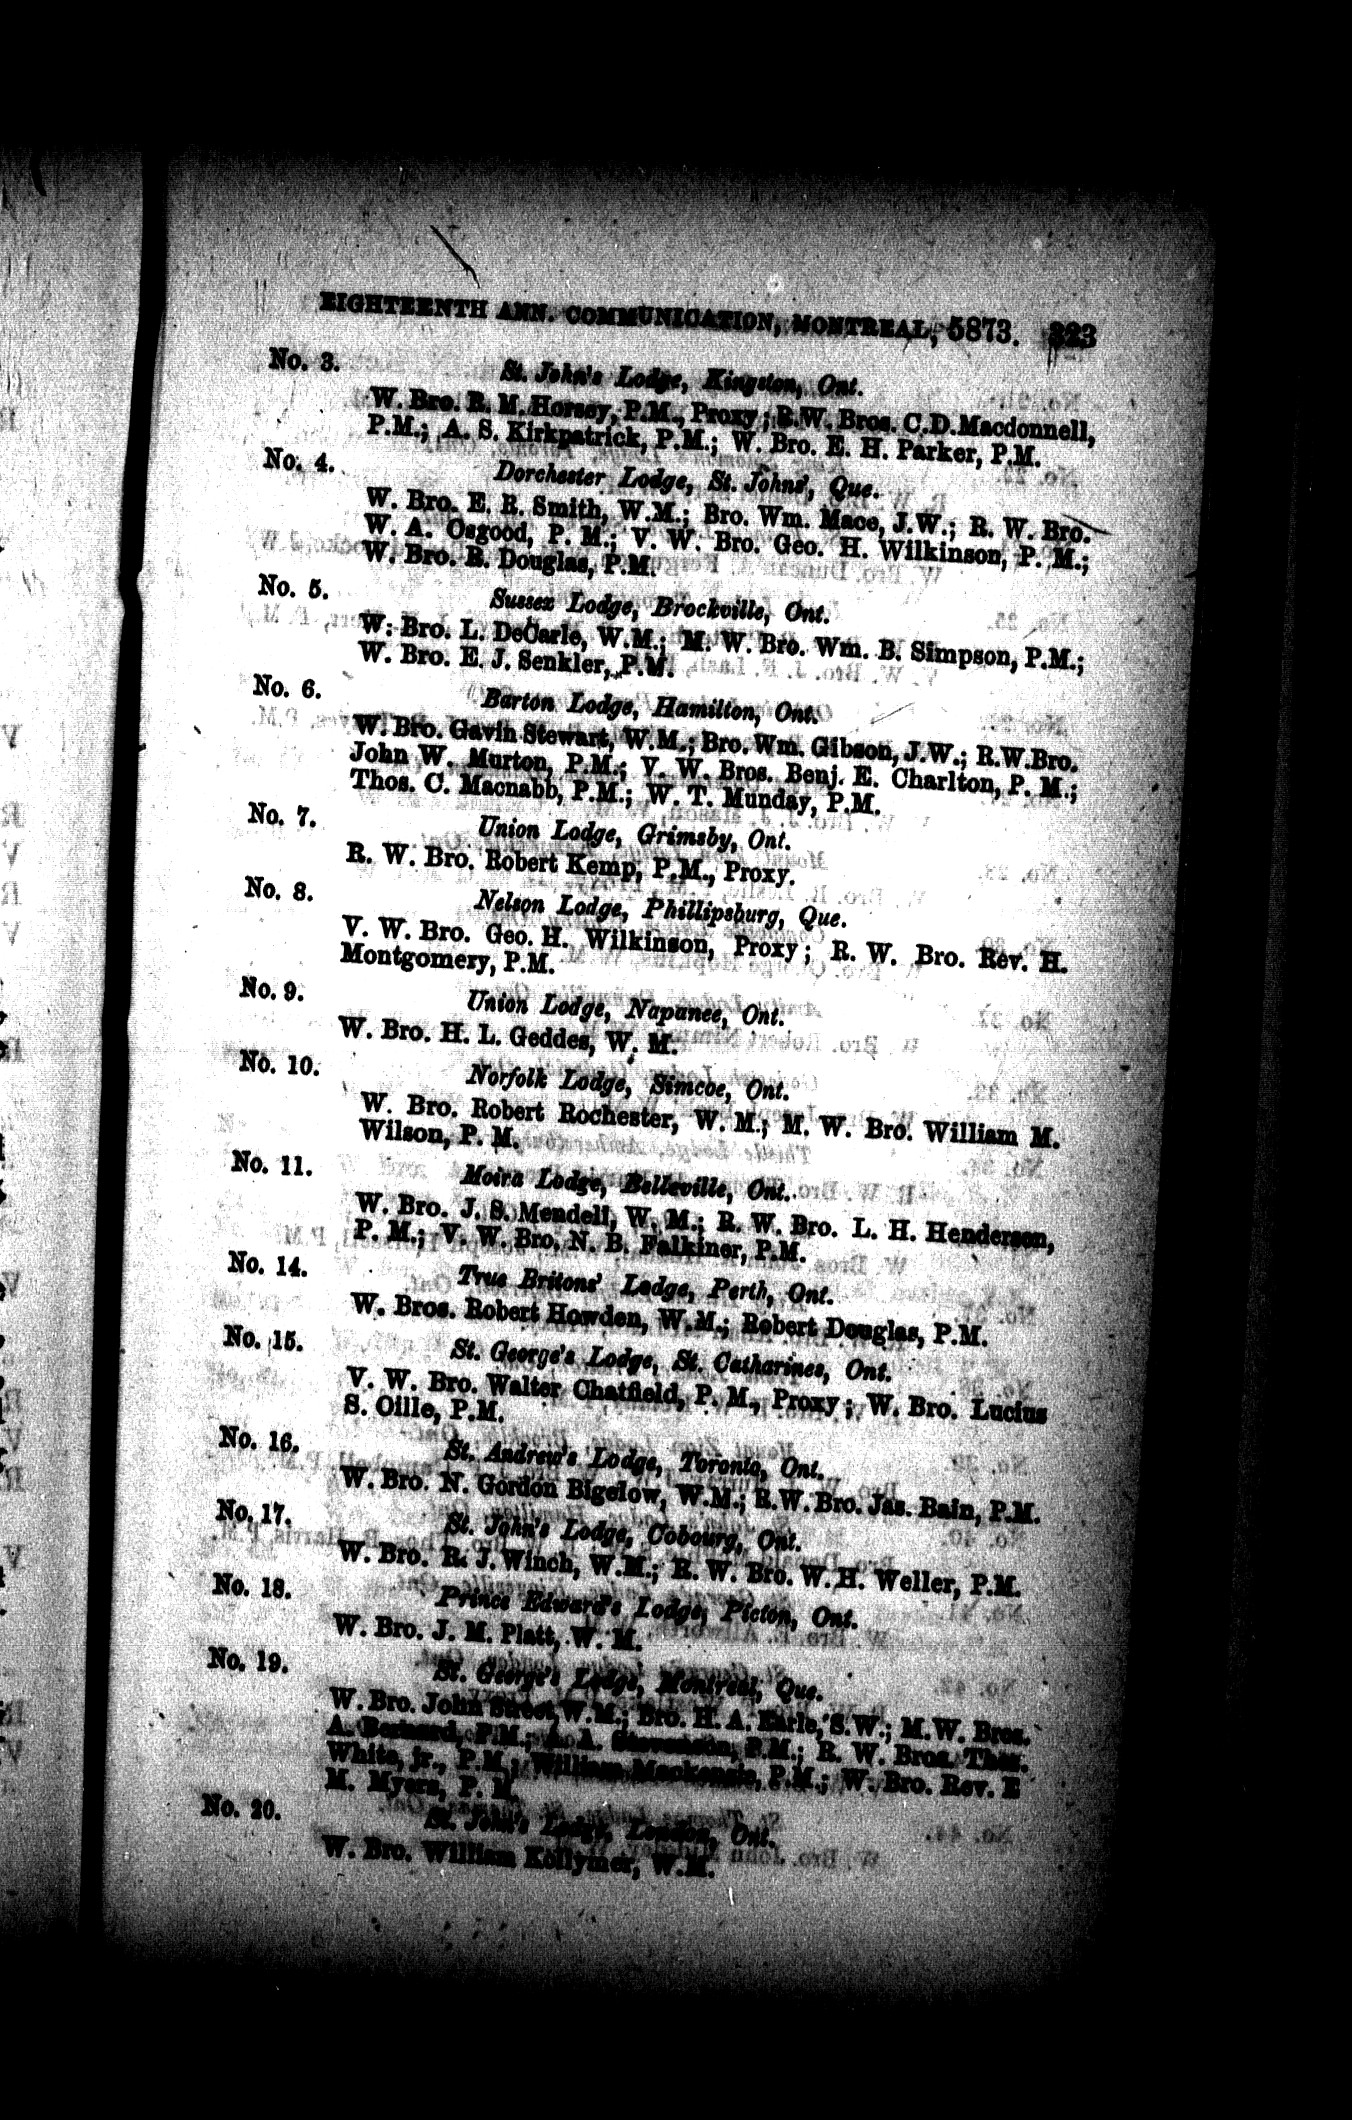 EIGHTEENTH ANN. COMMUNICATION, MONTREAL, 5873. 323
No. 3. St. John's Lodge, Kingston, Ont.
W. Bro. R. M. Horsey, P.M., Proxy; R.W. Bros. C.D. Macdonnell,
P.M.; A. S. Kirkpatrick, P.M.; W. Bro. E. H. Parker, P.M.
No. 4. Dorchester Lodge, St. Johns', Que.
W. Bro. E. R. Smith, W.M.; Bro. Wm. Mace, J.W.; R. W. Bro.
W. A. Osgood, P. M.; V. W. Bro. Geo. H. Wilkinson, P. M.;
W. Bro. R. Douglas, P.M.
No. 5. Sussex Lodge, Brockville, Ont.
W. Bro. L. DeCarle, W.M.; M. W. Bro. Wm. B. Simpson, P.M.;
W. Bro. E. J. Senkler, P.M.
No. 6. Barton Lodge, Hamilton, Ont.
W. Bro. Gavin Stewart, W.M.; Bro. Wm. Gibson, J.W.; R.W.Bro.
John W. Murton, P.M.; V. W. Bros. Benj. E. Charlton, P. M.;
Thos. C. Macnabb, P.M.; W. T. Munday, P.M.
No. 7. Union Lodge, Grimsby, Ont.
R. W. Bro. Robert Kemp, P.M., Proxy.
No. 8. Nelson Lodge, Phillipsburg, Que.
V. W. Bro. Geo. H. Wilkinson, Proxy; R. W. Bro. Rev. H.
Montgomery, P.M.
No. 9. Union Lodge, Napanee, Ont.
W. Bro. H. L. Geddes, W. M.
No. 10. Norfolk Lodge, Simcoe, Ont.
W. Bro. Robert Rochester, W. M.; M. W. Bro. William M.
Wilson, P. M.
No. 11. Moira Lodge, Belleville, Ont.
W. Bro. J. S. Mendell, W. M.; R. W. Bro. L. H. Henderson,
P. M.; V. W. Bro. N. B. Falkiner, P.M.
No. 14. True Britons' Lodge, Perth, Ont.
W. Bros. Robert Howden, W.M.; Robert Douglas, P.M.
No. 15. St. George's Lodge, St. Catharines, Ont.
V. W. Bro. Walter Chatfield, P. M., Proxy; W. Bro. Lucius
S. Oille, P.M.
No. 16. St. Andrew's Lodge, Toronto, Ont.
W. Bro. N. Gordon Bigelow, W.M.; R.W. Bro. Jas. Bain, P.M.
No. 17. St. John's Lodge, Cobourg, Ont.
W. Bro. R. J. Winch, W.M.; R. W. Bro. W. H. Weller, P.M.
No. 18. Prince Edward's Lodge, Picton, Ont.
W. Bro. J. M. Platt, W. M.
No. 19. St. George's Lodge, Montreal, Que.
W. Bro. John Street, W.M.; Bro. H. A. Earle, S.W.; M.W. Bros.
A. Bernard, P.M.; A. A. Stevenson, P.M.; R. W. Bros. Thos.
White, jr., P.M.; William Mackenzie, P.M.; W. Bro. Rev. E
M. Myers, P. M.
No. 20. St. John's Lodge, London, Ont.
W. Bro. William Kollymer, W.M.